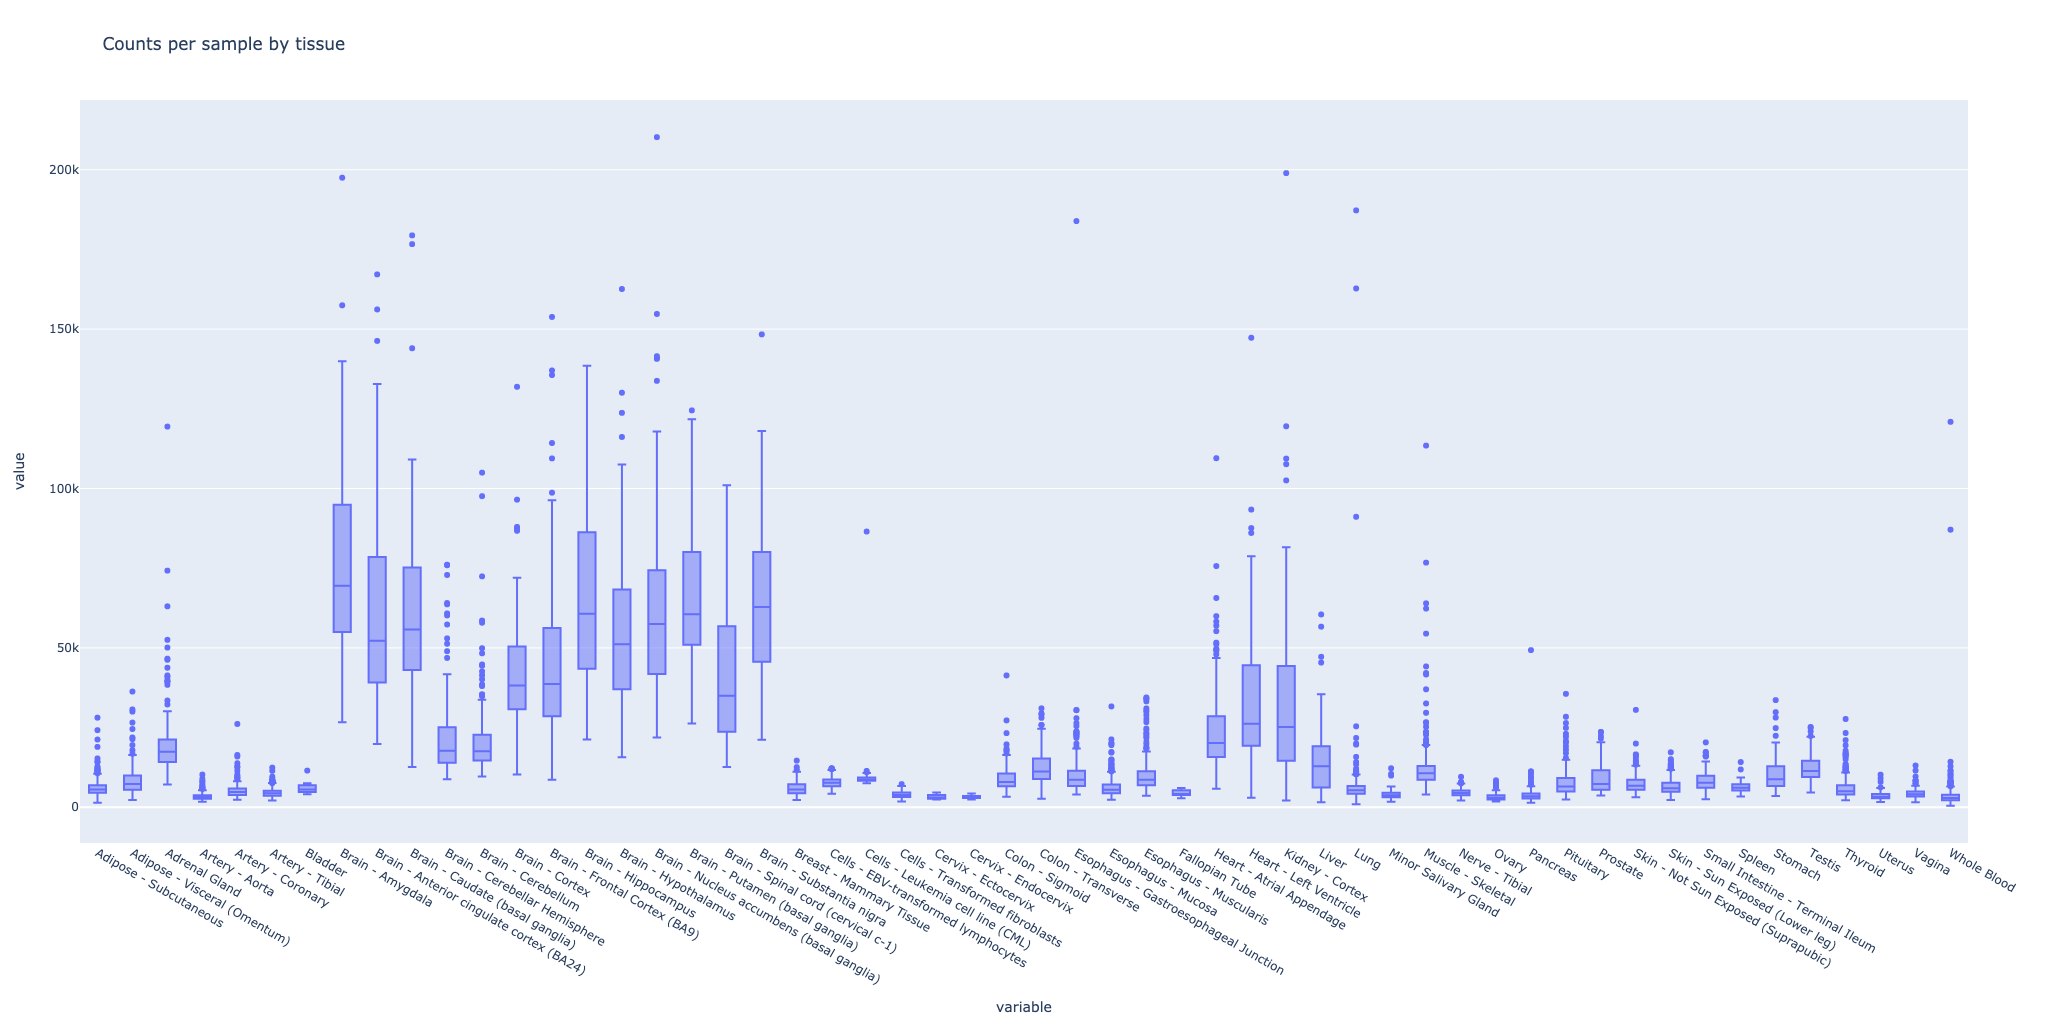 Counts per sample by tissue
value
200k
150k
100k
50k
0
Adipose - Subcutaneous
Adipose - Visceral (Omentum)
Adrenal Gland
Artery - Aorta
Artery - Coronary
Artery - Tibial
Bladder
Brain - Amygdala
Brain - Anterior cingulate cortex (BA24)
Brain - Caudate (basal ganglia)
Brain - Cerebellar Hemisphere
Brain - Cerebellum
Brain - Cortex
Brain - Frontal Cortex (BA9)
Brain - Hippocampus
Brain - Hypothalamus
Brain - Nucleus accumbens (basal ganglia)
Brain - Putamen (basal ganglia)
Brain - Spinal cord (cervical c-1)
Brain - Substantia nigra
Breast - Mammary Tissue
Cells - EBV-transformed lymphocytes
Cells - Leukemia cell line (CML)
Cells - Transformed fibroblasts
Cervix - Ectocervix
Cervix - Endocervix
Colon - Sigmoid
Colon - Transverse
Esophagus - Gastroesophageal Junction
Esophagus - Mucosa
Esophagus - Muscularis
Fallopian Tube
Heart - Atrial Appendage
Heart - Left Ventricle
Kidney - Cortex
Liver
Lung
Minor Salivary Gland
Muscle - Skeletal
Nerve - Tibial
Ovary
Pancreas
Pituitary
Prostate
Skin - Not Sun Exposed (Suprapubic)
Skin - Sun Exposed (Lower leg)
Small Intestine - Terminal Ileum
Spleen
Stomach
Testis
Thyroid
Uterus
Vagina
Whole Blood
variable